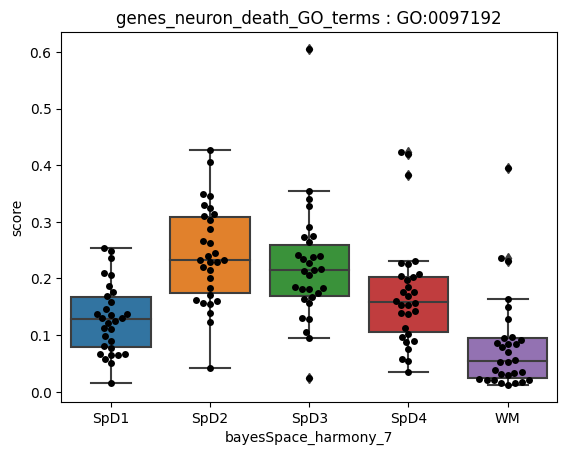 genes_neuron_death_GO_terms : GO:0097192
0.6
0.5
0.4
0.3
0.2
0.1
0.0
score
SpD1 SpD2 SpD3 SpD4 WM
bayesSpace_harmony_7